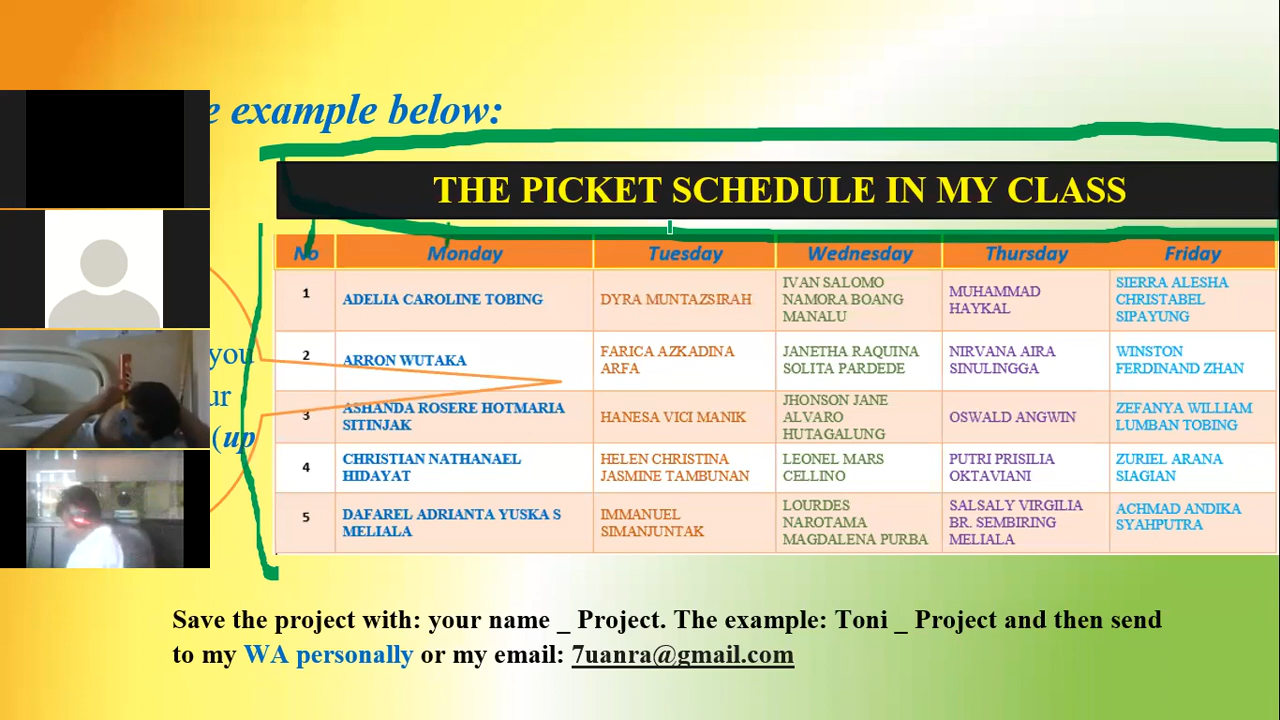 e example below:
THE PICKET SCHEDULE IN MY CLASS
No Monday Tuesday Wednesday Thursday Friday
1 ADELIA CAROLINE TOBING DYRA MUNTAZSIRAH IVAN SALOMO NAMORA BOANG MANALU MUHAMMAD HAYKAL SIERRA ALESHA CHRISTABEL SIPAYUNG
2 ARRON WUTAKA FARICA AZKADINA ARFA JANETHA RAQUINA SOLITA PARDEDE NIRVANA AIRA SINULINGGA WINSTON FERDINAND ZHAN
3 ASHANDA ROSERE HOTMARIA SITINJAK HANESA VICI MANIK JHONSON JANE ALVARO HUTAGALUNG OSWALD ANGWIN ZEFANYA WILLIAM LUMBAN TOBING
4 CHRISTIAN NATHANAEL HIDAYAT HELEN CHRISTINA JASMINE TAMBUNAN LEONEL MARS CELLINO PUTRI PRISILIA OKTAVIANI ZURIEL ARANA SIAGIAN
5 DAFAREL ADRIANTA YUSKA S MELIALA IMMANUEL SIMANJUNTAK LOURDES NAROTAMA MAGDALENA PURBA SALSALY VIRGILIA BR. SEMBIRING MELIALA ACHMAD ANDIKA SYAHPUTRA
you
ur
(up
Save the project with: your name _ Project. The example: Toni _ Project and then send
to my WA personally or my email: 7uanra@gmail.com